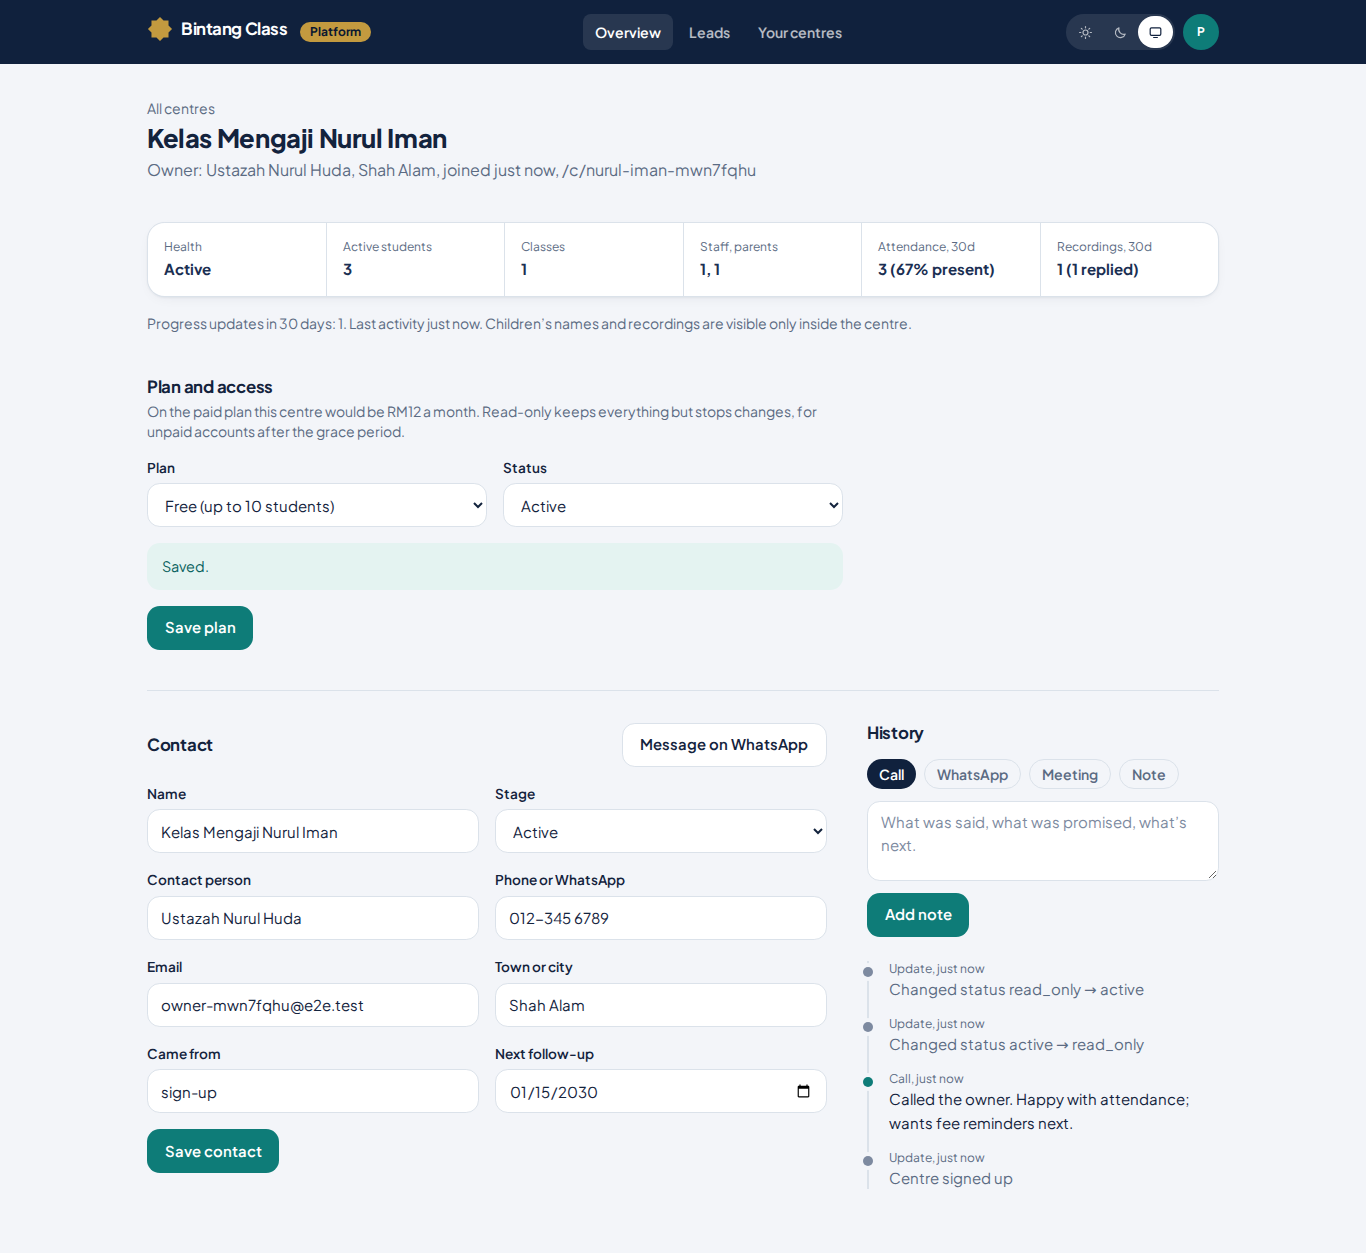 Bintang Class
Platform
Overview
Leads
Your centres
P
All centres
Kelas Mengaji Nurul Iman
Owner: Ustazah Nurul Huda, Shah Alam, joined just now, /c/nurul-iman-mwn7fqhu
Health
Active
Active students
3
Classes
1
Staff, parents
1, 1
Attendance, 30d
3 (67% present)
Recordings, 30d
1 (1 replied)
Progress updates in 30 days: 1. Last activity just now. Children's names and recordings are visible only inside the centre.
Plan and access
On the paid plan this centre would be RM12 a month. Read-only keeps everything but stops changes, for
unpaid accounts after the grace period.
Plan
Status
Free (up to 10 students)
Active
Saved.
Save plan
Contact
Message on WhatsApp
Name
Stage
Kelas Mengaji Nurul Iman
Active
Contact person
Phone or WhatsApp
Ustazah Nurul Huda
012-345 6789
Email
Town or city
owner-mwn7fqhu@e2e.test
Shah Alam
Came from
Next follow-up
sign-up
01/15/2030
Save contact
History
Call
WhatsApp
Meeting
Note
What was said, what was promised, what's
next.
Add note
Update, just now
Changed status read_only → active
Update, just now
Changed status active → read_only
Call, just now
Called the owner. Happy with attendance;
wants fee reminders next.
Update, just now
Centre signed up